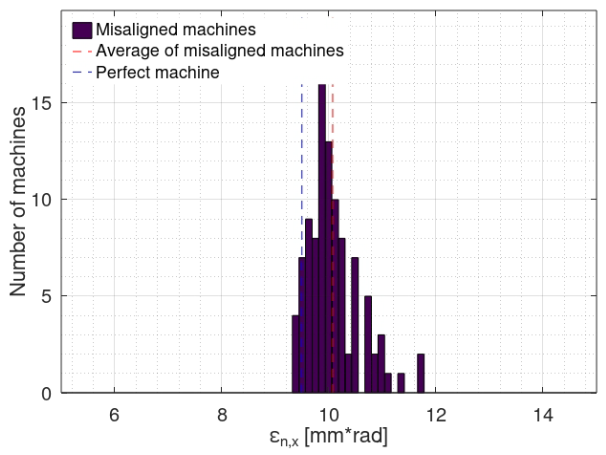 Misaligned machines
Average of misaligned machines
Perfect machine
Number of machines
15
10
5
0
6 8 10 12 14
εn,x [mm*rad]